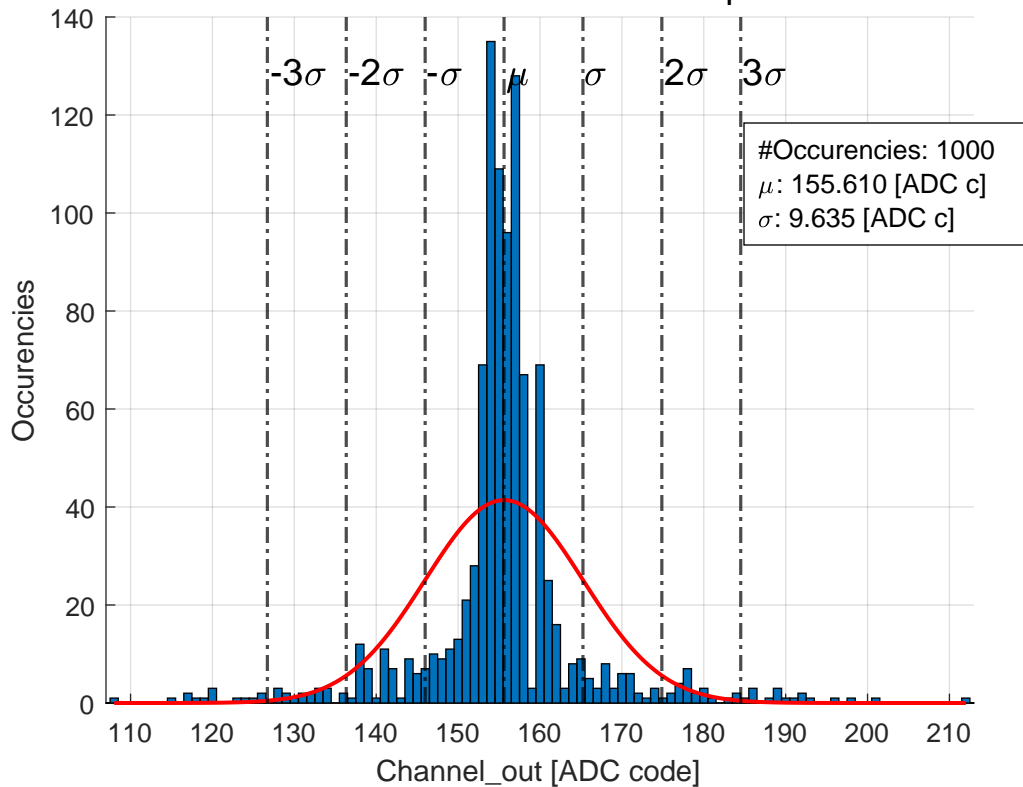 140
120
100
80
60
40
20
0
-3σ -2σ -σ μ σ 2σ 3σ
#Occurencies: 1000
μ: 155.610 [ADC c]
σ: 9.635 [ADC c]
Occurencies
110 120 130 140 150 160 170 180 190 200 210
Channel_out [ADC code]